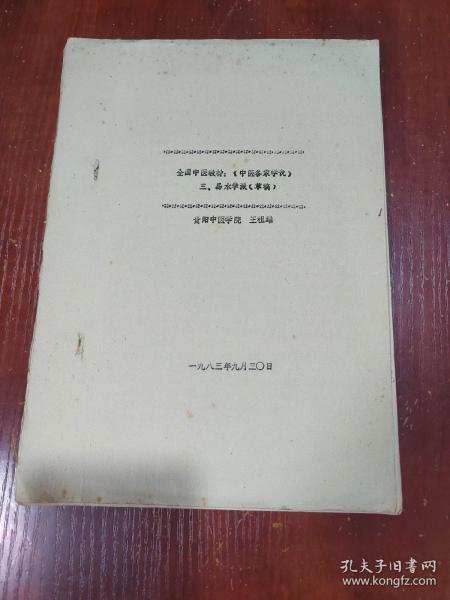 全国中医教材：《中医各家学说》
三、易水学派（草稿）
贵阳中医学院 王祖雄
一九八三年九月三〇日
孔夫子旧书网
www.kongfz.com